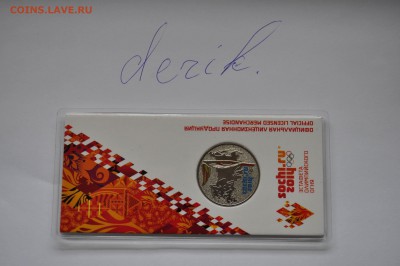 COINS.LAVE.RU
derik.
ОФИЦИАЛЬНАЯ ЛИЦЕНЗИОННАЯ ПРОДУКЦИЯ
OFFICIAL LICENSED MERCHANDISE
sochi.ru
2014